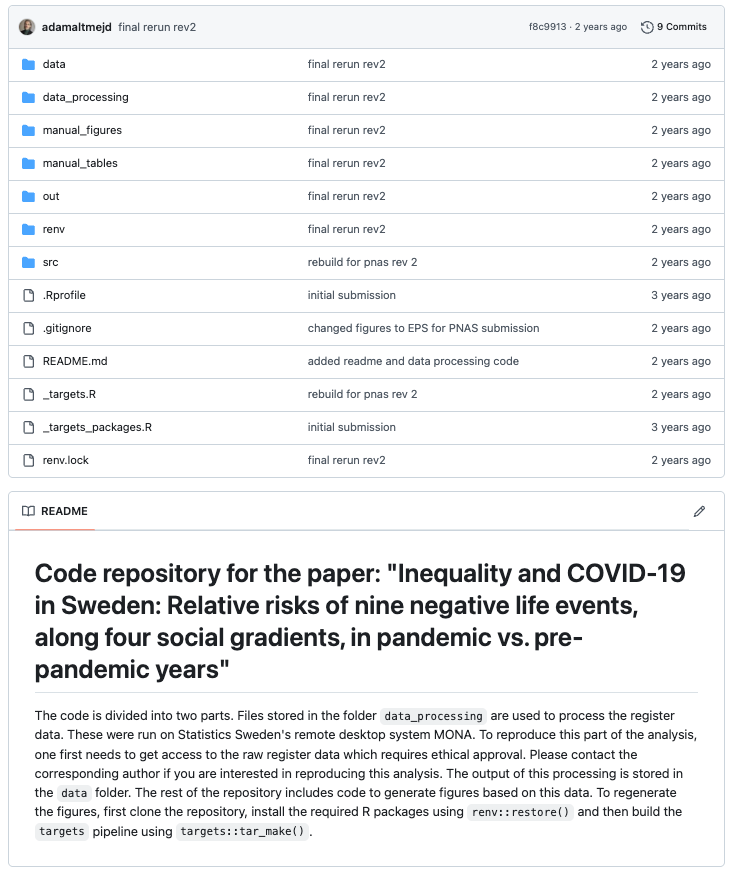 adamaltmejd final rerun rev2 f8c9913 · 2 years ago 9 Commits
data final rerun rev2 2 years ago
data_processing final rerun rev2 2 years ago
manual_figures final rerun rev2 2 years ago
manual_tables final rerun rev2 2 years ago
out final rerun rev2 2 years ago
renv final rerun rev2 2 years ago
src rebuild for pnas rev 2 2 years ago
.Rprofile initial submission 3 years ago
.gitignore changed figures to EPS for PNAS submission 2 years ago
README.md added readme and data processing code 2 years ago
_targets.R rebuild for pnas rev 2 2 years ago
_targets_packages.R initial submission 3 years ago
renv.lock final rerun rev2 2 years ago
README
Code repository for the paper: "Inequality and COVID-19
in Sweden: Relative risks of nine negative life events,
along four social gradients, in pandemic vs. pre-
pandemic years"
The code is divided into two parts. Files stored in the folder data_processing are used to process the register
data. These were run on Statistics Sweden's remote desktop system MONA. To reproduce this part of the analysis,
one first needs to get access to the raw register data which requires ethical approval. Please contact the
corresponding author if you are interested in reproducing this analysis. The output of this processing is stored in
the data folder. The rest of the repository includes code to generate figures based on this data. To regenerate
the figures, first clone the repository, install the required R packages using renv::restore() and then build the
targets pipeline using targets::tar_make() .